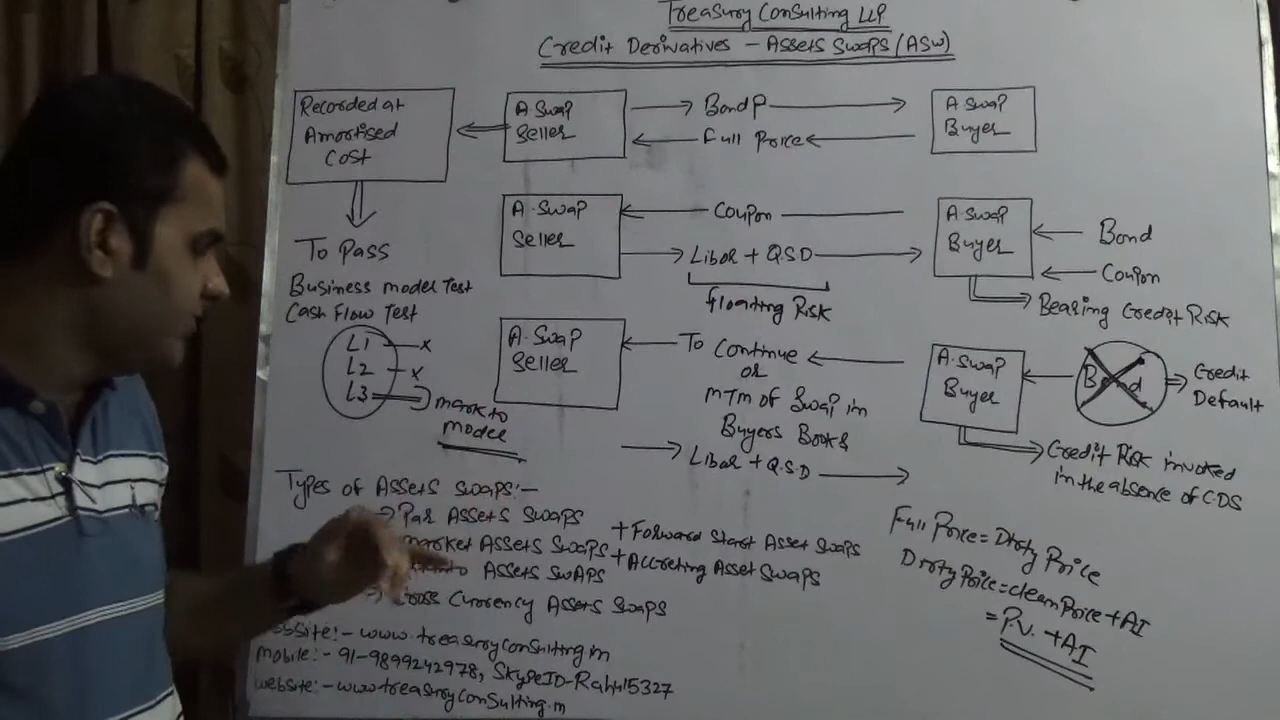 Treasury Consulting LLP
Credit Derivatives – Assets Swaps (ASW)
Recorded at
Amortised
Cost
To Pass
Business model Test
Cash Flow Test
L1 x
L2 x
L3
mark to
model
A Swap
Seller
Bond P
Full Price
A Swap
Buyer
A. Swap
Seller
Coupon
Libor + QSD
floating Risk
A. Swap
Buyer
Bond
Coupon
Bearing Credit Risk
A. Swap
Seller
To Continue
or
MTM of Swap in
Buyers Books
Libor + Q.S.D
A. Swap
Buyer
Bond
Credit
Default
Credit Risk invoked
in the absence of CDS
Types of Assets Swaps:-
Par Assets Swaps
market Assets Swaps
Assets Swaps
Cross Currency Assets Swaps
+ Forward Start Asset Swaps
+ Accreting Asset Swaps
Full Price = Dirty Price
Dirty Price = Clean Price + AI
= Pv. + AI
www.treasuryconsulting.in
Mobile:- 91-9899242978, SkypeID-Rahul5327
website:- www.treasuryconsulting.in